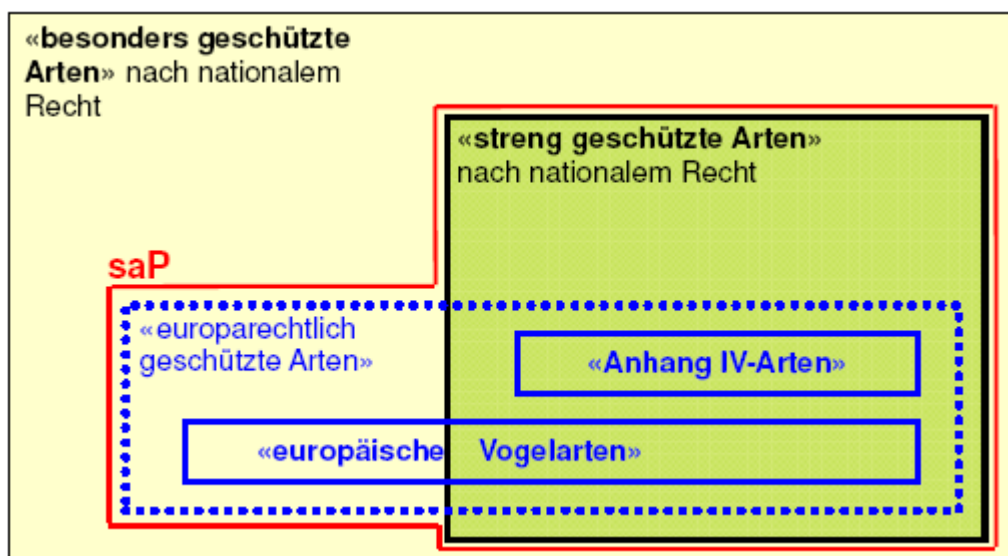 «besonders geschützte
Arten» nach nationalem
Recht
«streng geschützte Arten»
nach nationalem Recht
saP
«europarechtlich
geschützte Arten»
«Anhang IV-Arten»
«europäische Vogelarten»